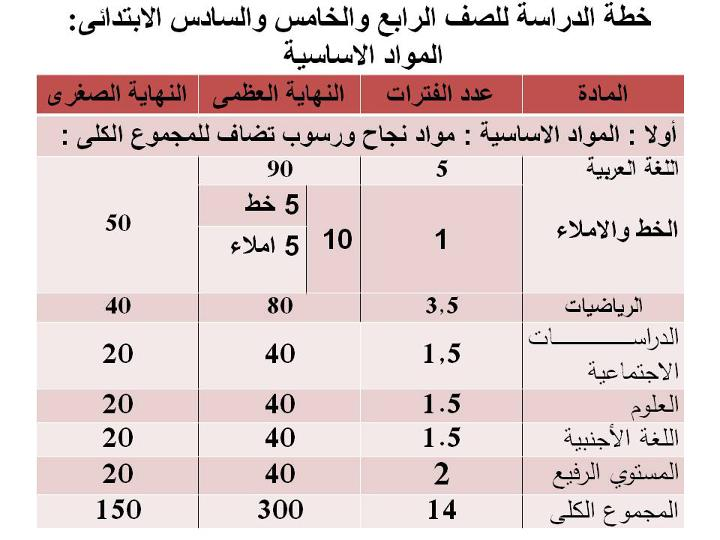 خطة الدراسة للصف الرابع والخامس والسادس الابتدائى:
المواد الاساسية
المادة عدد الفترات النهاية العظمى النهاية الصغرى
أولا : المواد الاساسية : مواد نجاح ورسوب تضاف للمجموع الكلى :
اللغة العربية 5 90 50
الخط والاملاء 1 10 5 خط
5 املاء
الرياضيات 3,5 80 40
الدراســــــــات
الاجتماعية 1,5 40 20
العلوم 1.5 40 20
اللغة الأجنبية 1.5 40 20
المستوي الرفيع 2 40 20
المجموع الكلى 14 300 150